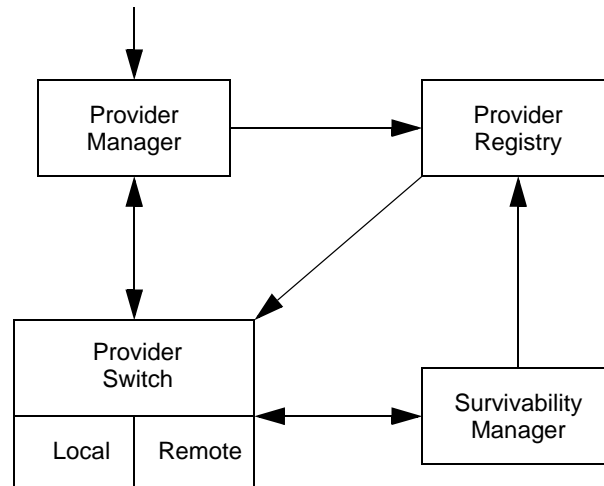 Provider
Manager
Provider
Registry
Provider
Switch
Local
Remote
Survivability
Manager